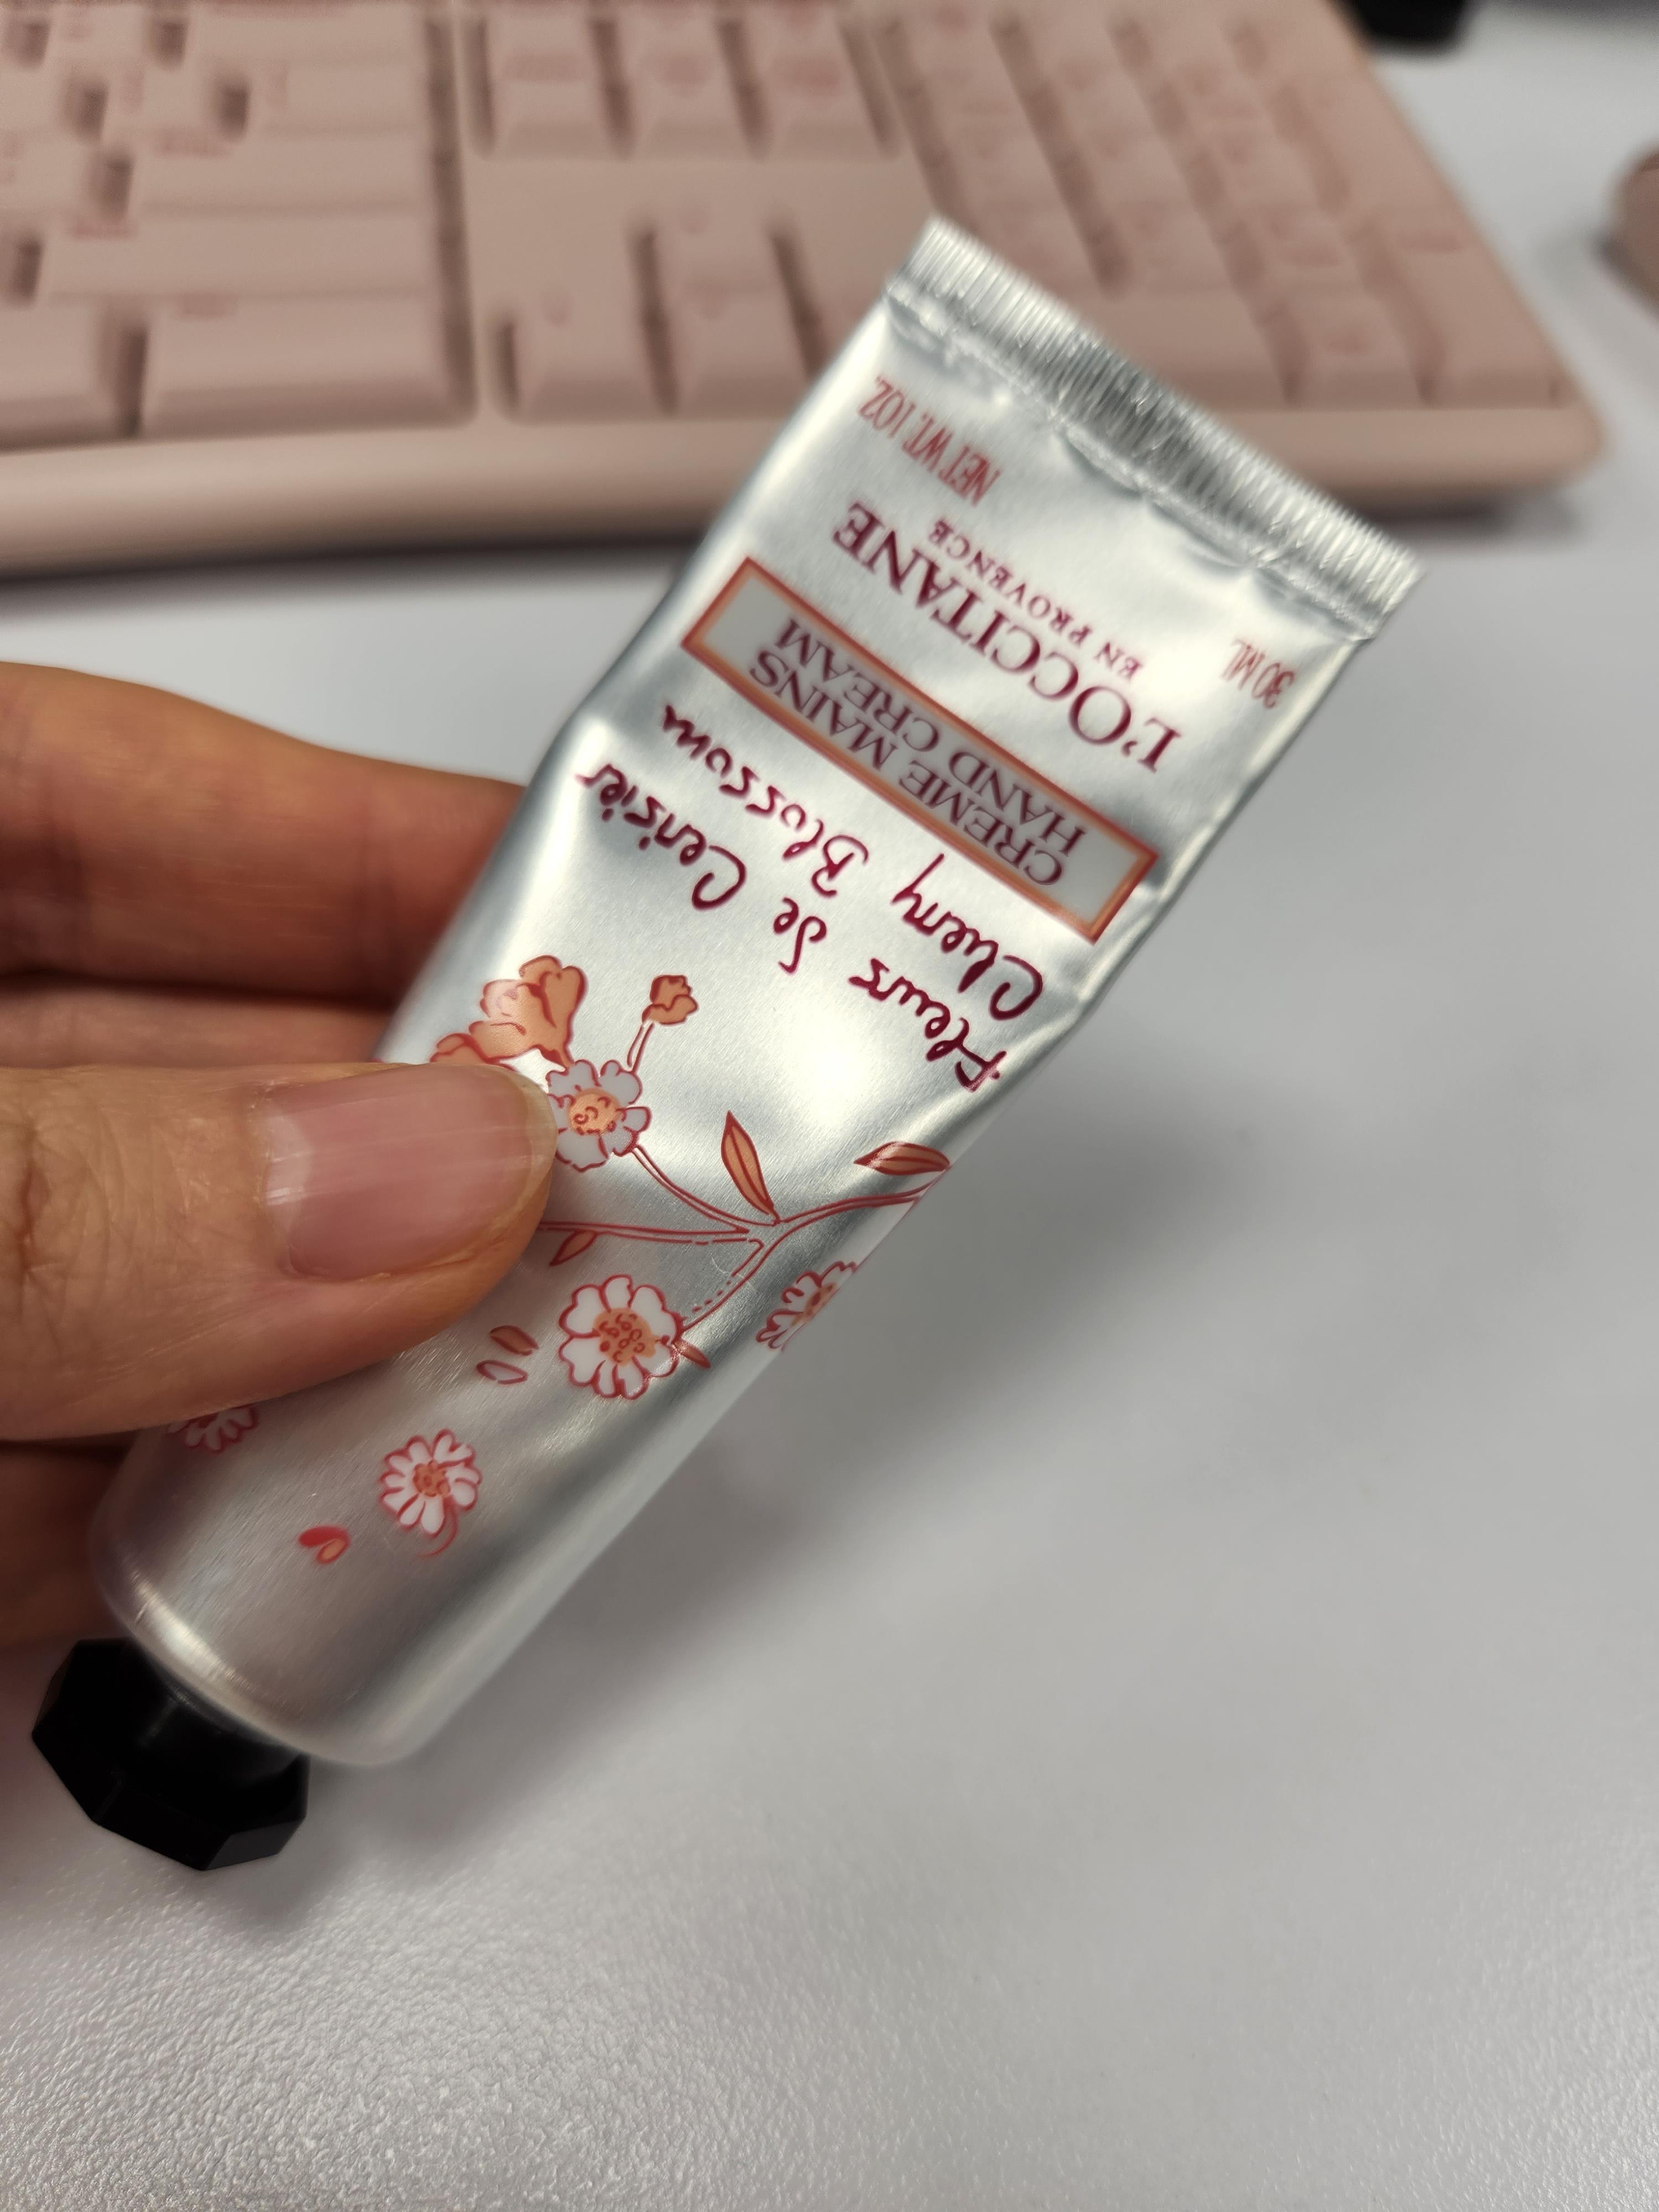 30 ML NET WT. 1 OZ.
L'OCCITANE
EN PROVENCE
CREME MAINS
HAND CREAM
Cherry Blossom
Fleurs de Cerisier